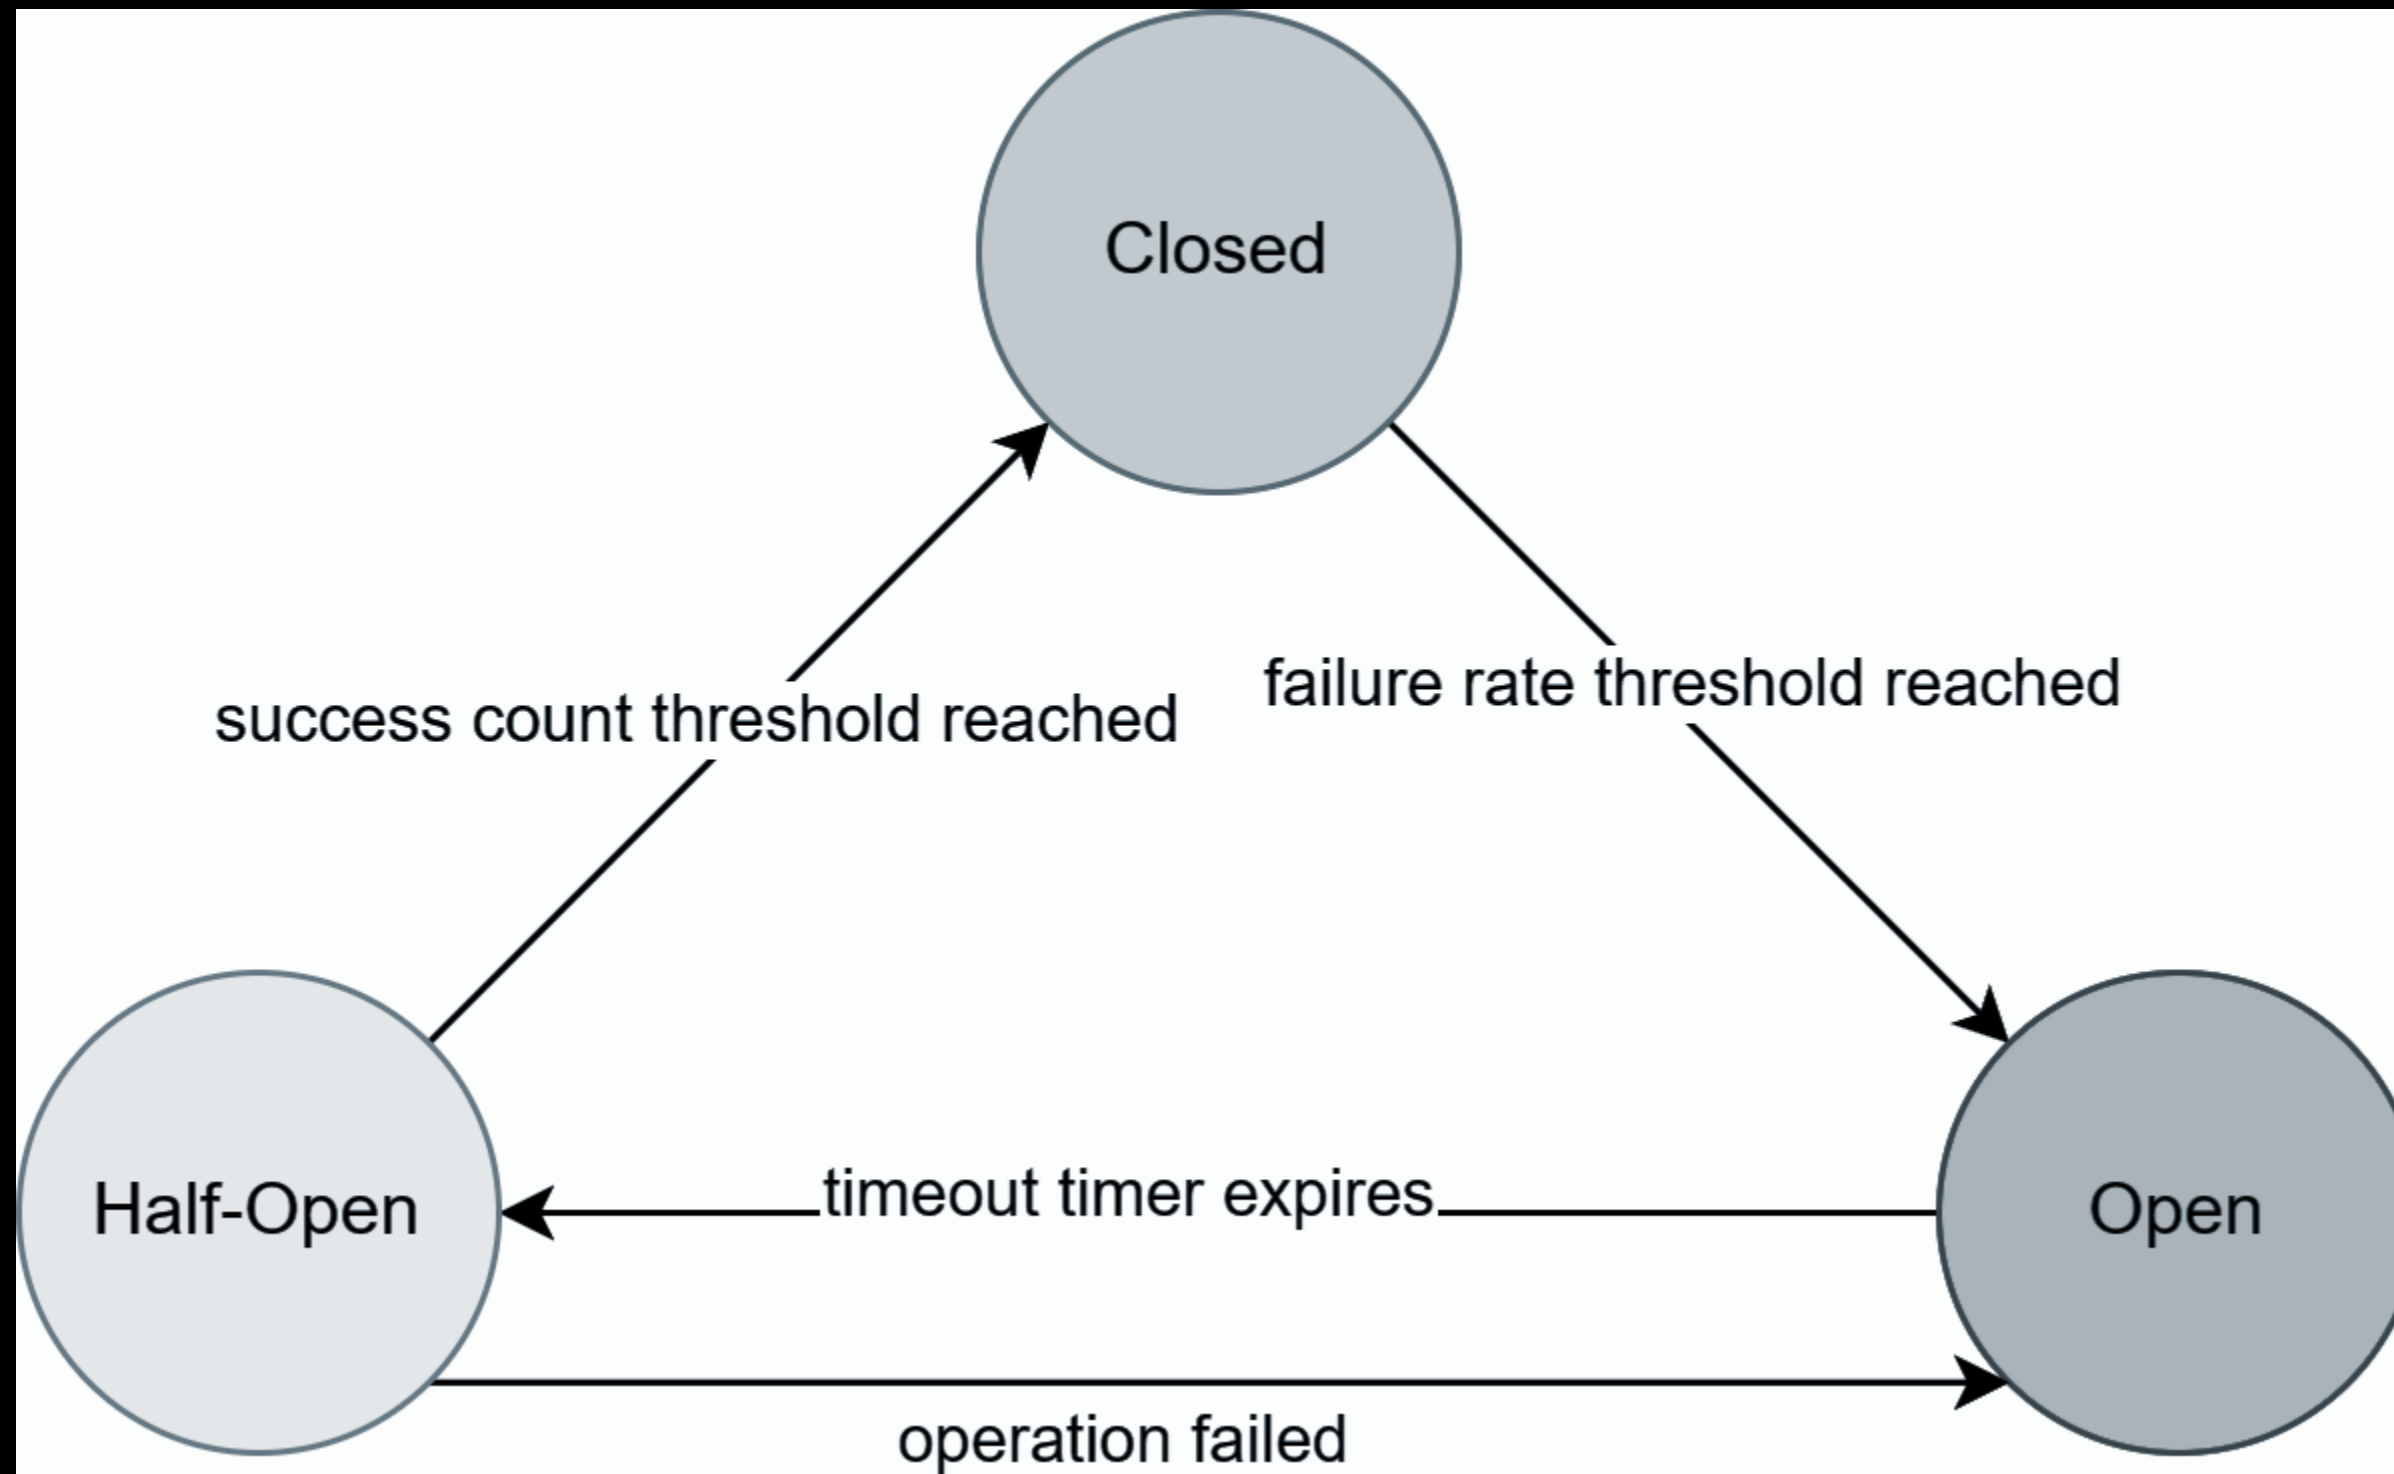 Closed
failure rate threshold reached
success count threshold reached
timeout timer expires
Half-Open
Open
operation failed